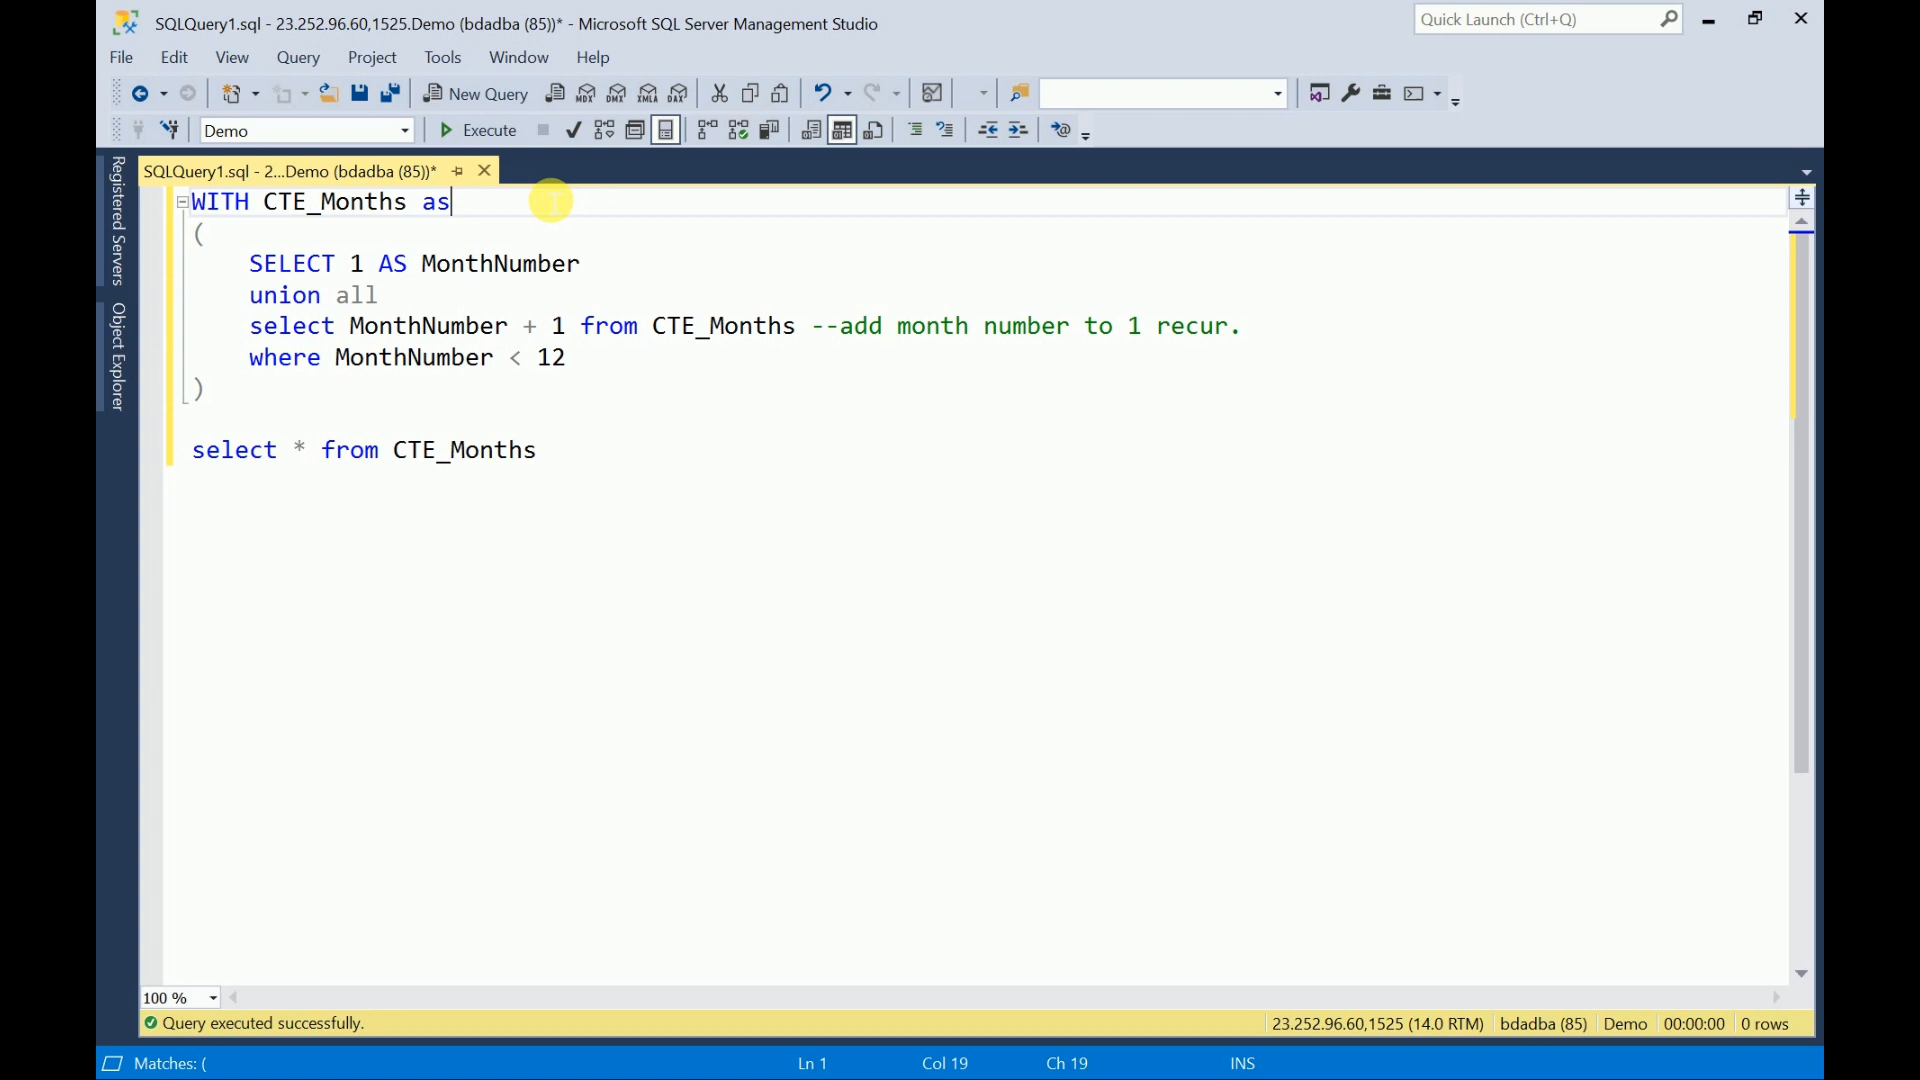 SQLQuery1.sql - 23.252.96.60,1525.Demo (bdadba (85))* - Microsoft SQL Server Management Studio
Quick Launch (Ctrl+Q)
File Edit View Query Project Tools Window Help
New Query MDX DMX XMLA DAX
Demo Execute
SQLQuery1.sql - 2...Demo (bdadba (85))*
Registered Servers
Object Explorer
WITH CTE_Months as
(
SELECT 1 AS MonthNumber
union all
select MonthNumber + 1 from CTE_Months --add month number to 1 recur.
where MonthNumber < 12
)
select * from CTE_Months
100 %
Query executed successfully. 23.252.96.60,1525 (14.0 RTM) bdadba (85) Demo 00:00:00 0 rows
Matches: ( Ln 1 Col 19 Ch 19 INS